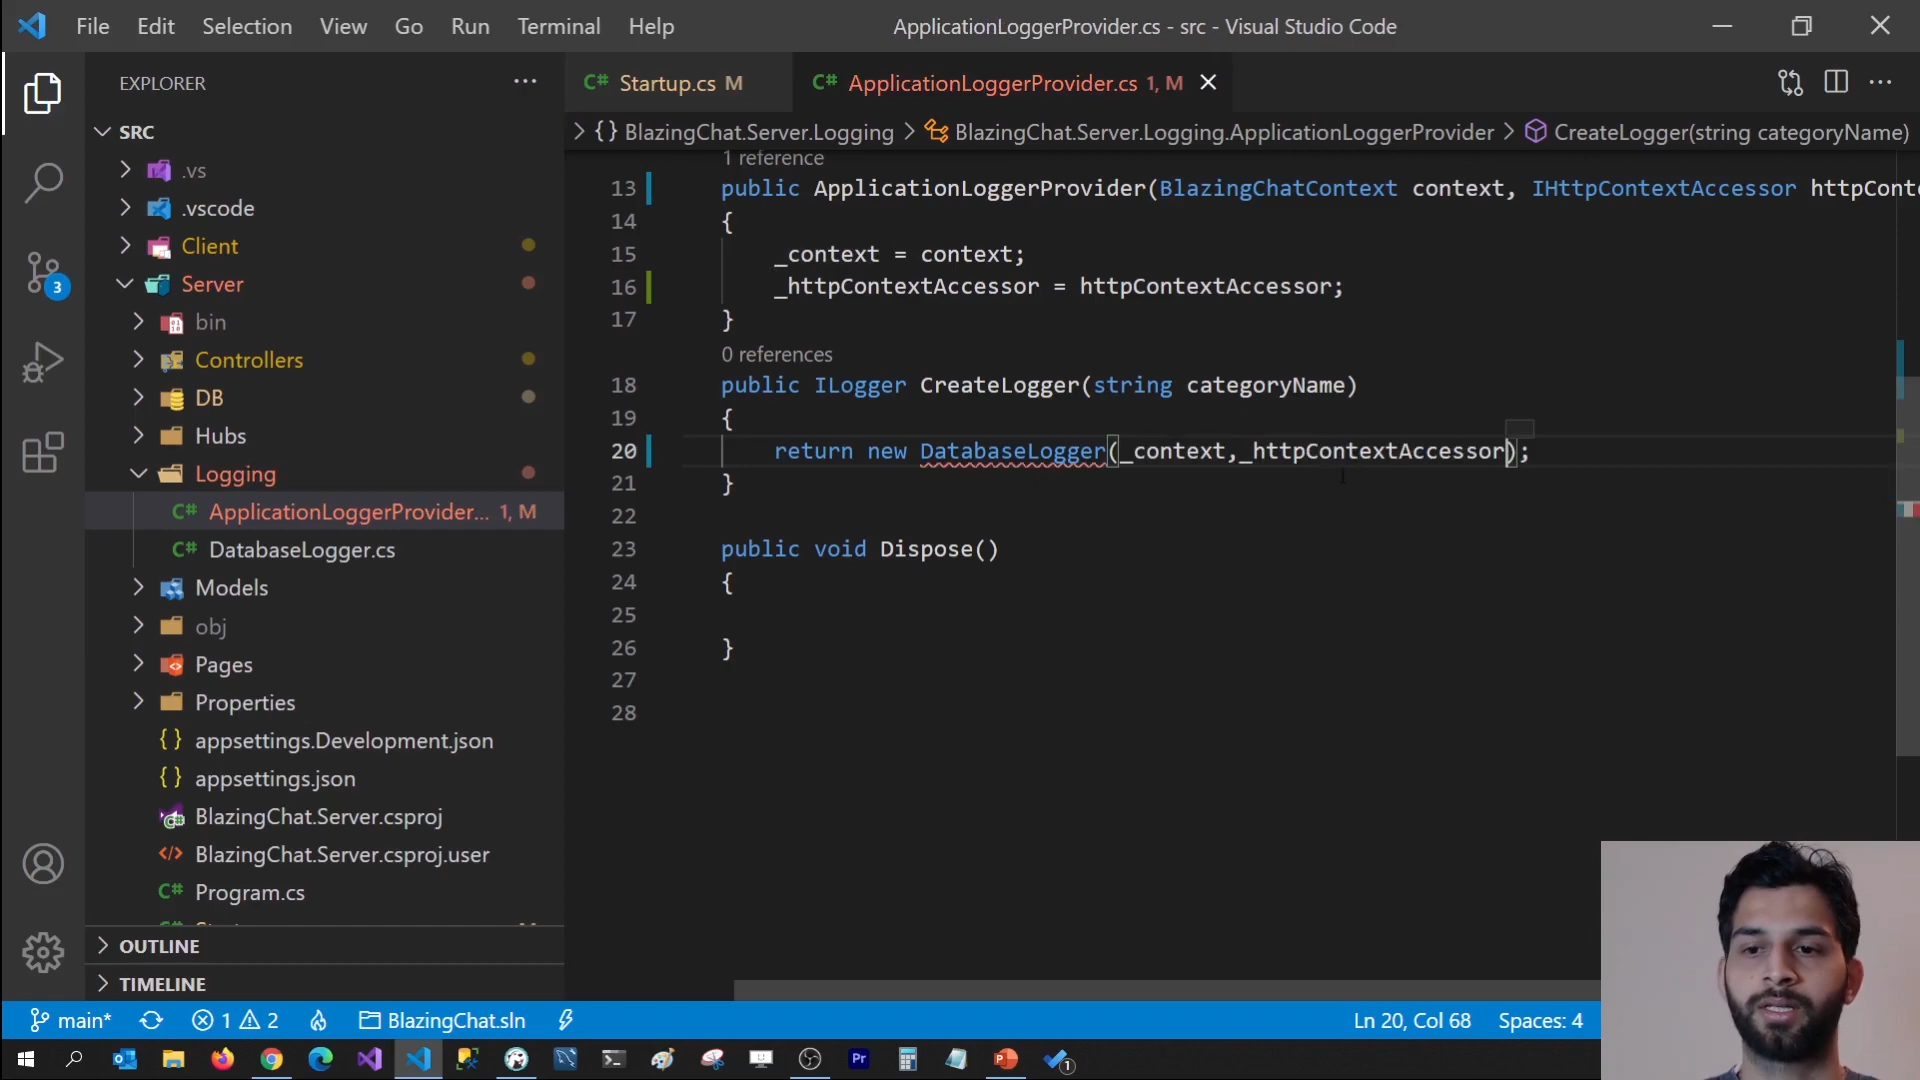 File Edit Selection View Go Run Terminal Help
ApplicationLoggerProvider.cs - src - Visual Studio Code
EXPLORER
SRC
.vs
.vscode
Client
Server
bin
Controllers
DB
Hubs
Logging
ApplicationLoggerProvider... 1, M
DatabaseLogger.cs
Models
obj
Pages
Properties
appsettings.Development.json
appsettings.json
BlazingChat.Server.csproj
BlazingChat.Server.csproj.user
Program.cs
OUTLINE
TIMELINE
3
C# Startup.cs M
C# ApplicationLoggerProvider.cs 1, M
{} BlazingChat.Server.Logging > BlazingChat.Server.Logging.ApplicationLoggerProvider > CreateLogger(string categoryName)
1 reference
13 public ApplicationLoggerProvider(BlazingChatContext context, IHttpContextAccessor httpConte
14 {
15 _context = context;
16 _httpContextAccessor = httpContextAccessor;
17 }
0 references
18 public ILogger CreateLogger(string categoryName)
19 {
20 return new DatabaseLogger(_context,_httpContextAccessor);
21 }
22
23 public void Dispose()
24 {
25
26 }
27
28
main* 1 2 BlazingChat.sln Ln 20, Col 68 Spaces: 4